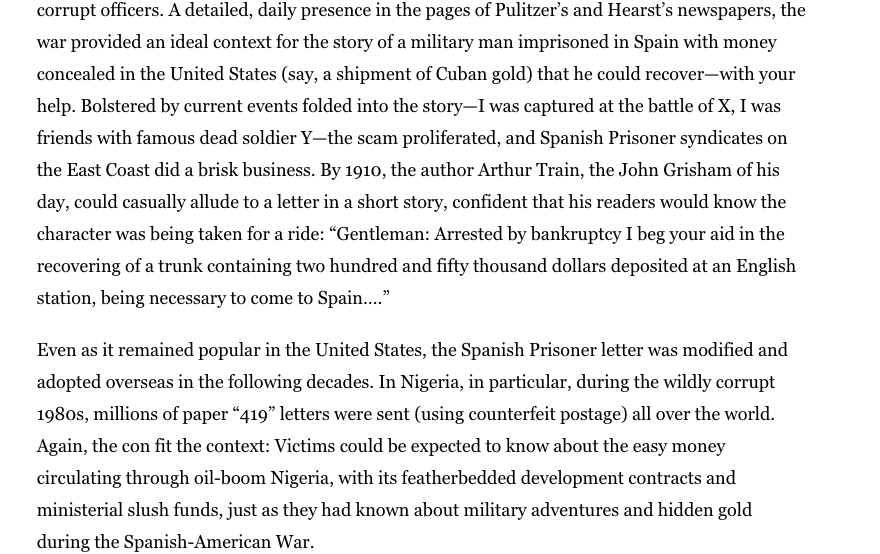 corrupt officers. A detailed, daily presence in the pages of Pulitzer’s and Hearst’s newspapers, the
war provided an ideal context for the story of a military man imprisoned in Spain with money
concealed in the United States (say, a shipment of Cuban gold) that he could recover—with your
help. Bolstered by current events folded into the story—I was captured at the battle of X, I was
friends with famous dead soldier Y—the scam proliferated, and Spanish Prisoner syndicates on
the East Coast did a brisk business. By 1910, the author Arthur Train, the John Grisham of his
day, could casually allude to a letter in a short story, confident that his readers would know the
character was being taken for a ride: “Gentleman: Arrested by bankruptcy I beg your aid in the
recovering of a trunk containing two hundred and fifty thousand dollars deposited at an English
station, being necessary to come to Spain….”
Even as it remained popular in the United States, the Spanish Prisoner letter was modified and
adopted overseas in the following decades. In Nigeria, in particular, during the wildly corrupt
1980s, millions of paper “419” letters were sent (using counterfeit postage) all over the world.
Again, the con fit the context: Victims could be expected to know about the easy money
circulating through oil-boom Nigeria, with its featherbedded development contracts and
ministerial slush funds, just as they had known about military adventures and hidden gold
during the Spanish-American War.